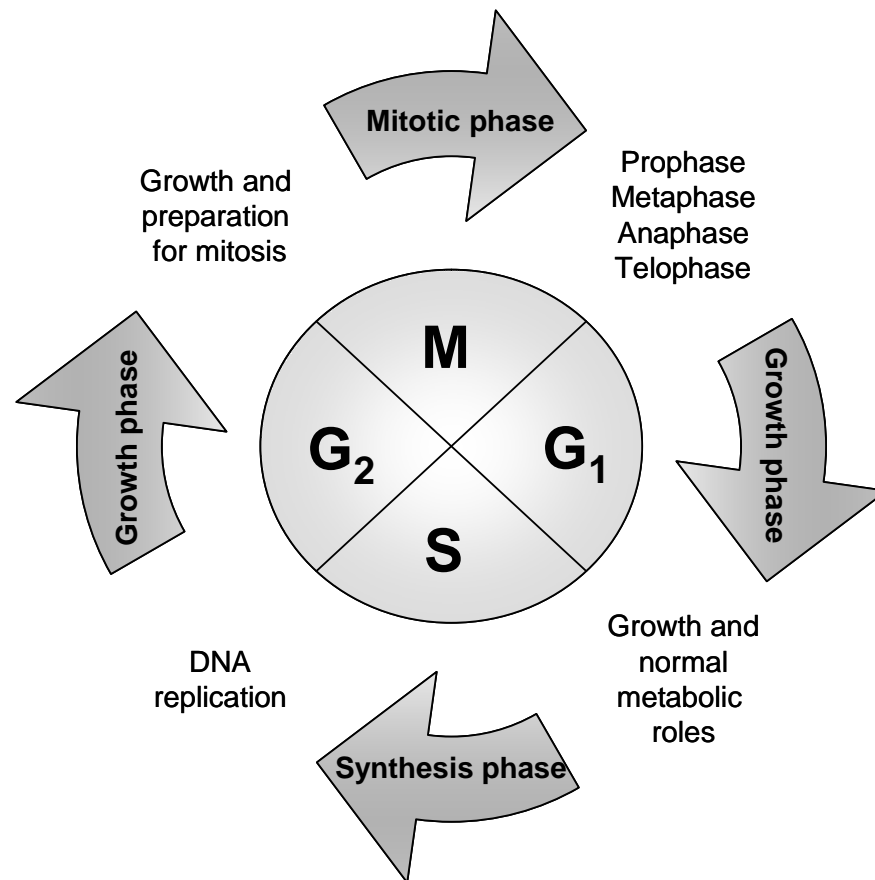 Mitotic phase
Prophase
Metaphase
Anaphase
Telophase
Growth and
preparation
for mitosis
M
G₂
G₁
S
Growth phase
Growth phase
Growth and
normal
metabolic
roles
DNA
replication
Synthesis phase